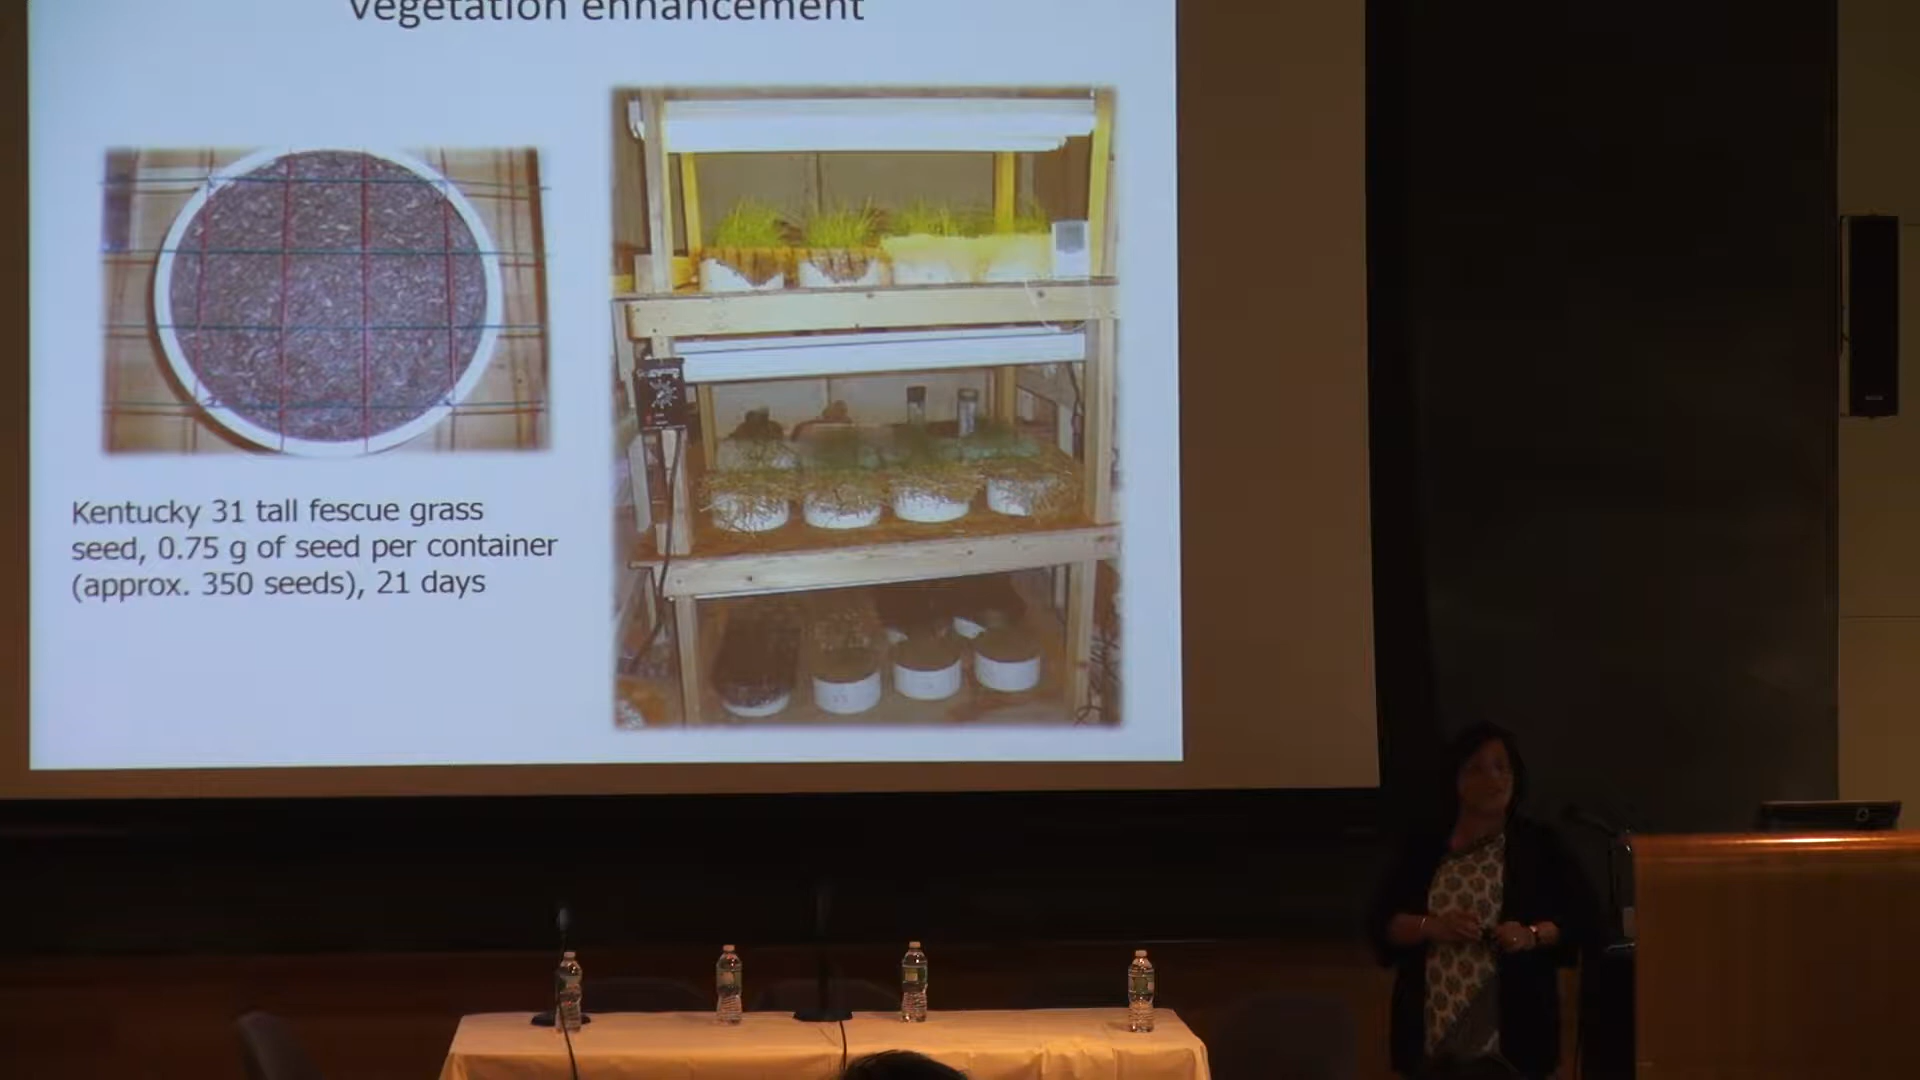 vegetation enhancement
Kentucky 31 tall fescue grass
seed, 0.75 g of seed per container
(approx. 350 seeds), 21 days